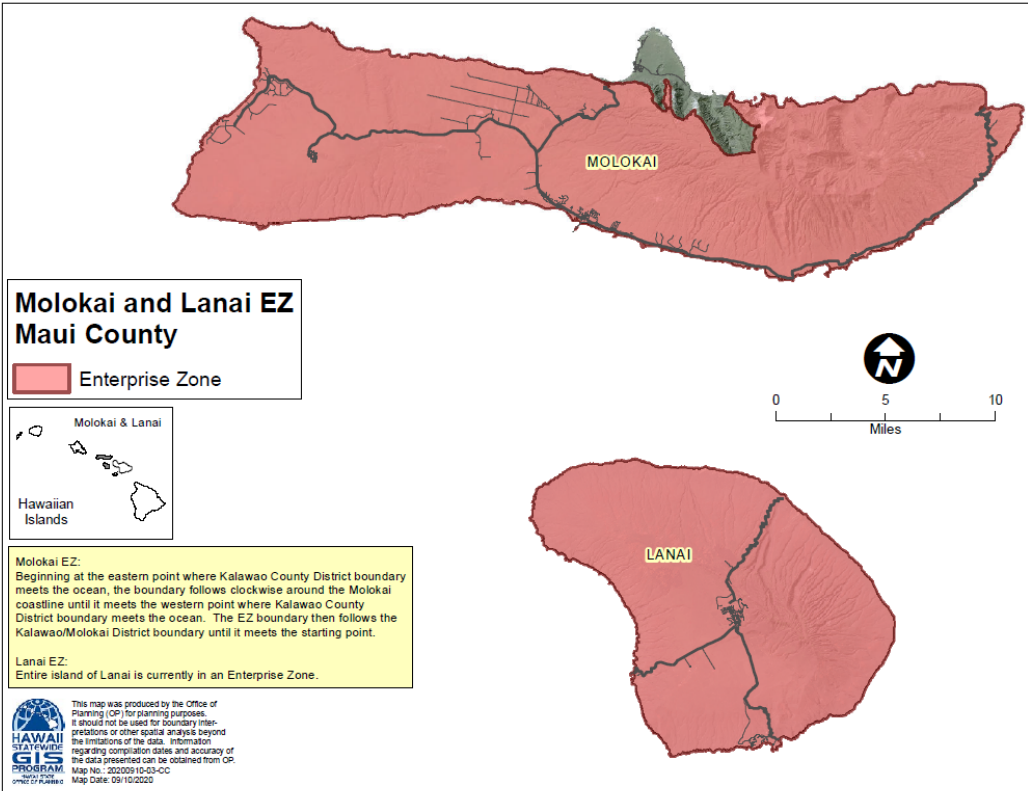 MOLOKAI
Molokai and Lanai EZ
Maui County
Enterprise Zone
N
0 5 10
Miles
Molokai & Lanai
Hawaiian
Islands
LANAI
Molokai EZ:
Beginning at the eastern point where Kalawao County District boundary
meets the ocean, the boundary follows clockwise around the Molokai
coastline until it meets the western point where Kalawao County
District boundary meets the ocean. The EZ boundary then follows the
Kalawao/Molokai District boundary until it meets the starting point.
Lanai EZ:
Entire island of Lanai is currently in an Enterprise Zone.
HAWAII
STATEWIDE
GIS
PROGRAM
HAWAII STATE
OFFICE OF PLANNING
This map was produced by the Office of
Planning (OP) for planning purposes.
It should not be used for boundary inter-
pretations or other spatial analysis beyond
the limitations of the data. Information
regarding compilation dates and accuracy of
the data presented can be obtained from OP.
Map No.: 20200910-03-CC
Map Date: 09/10/2020